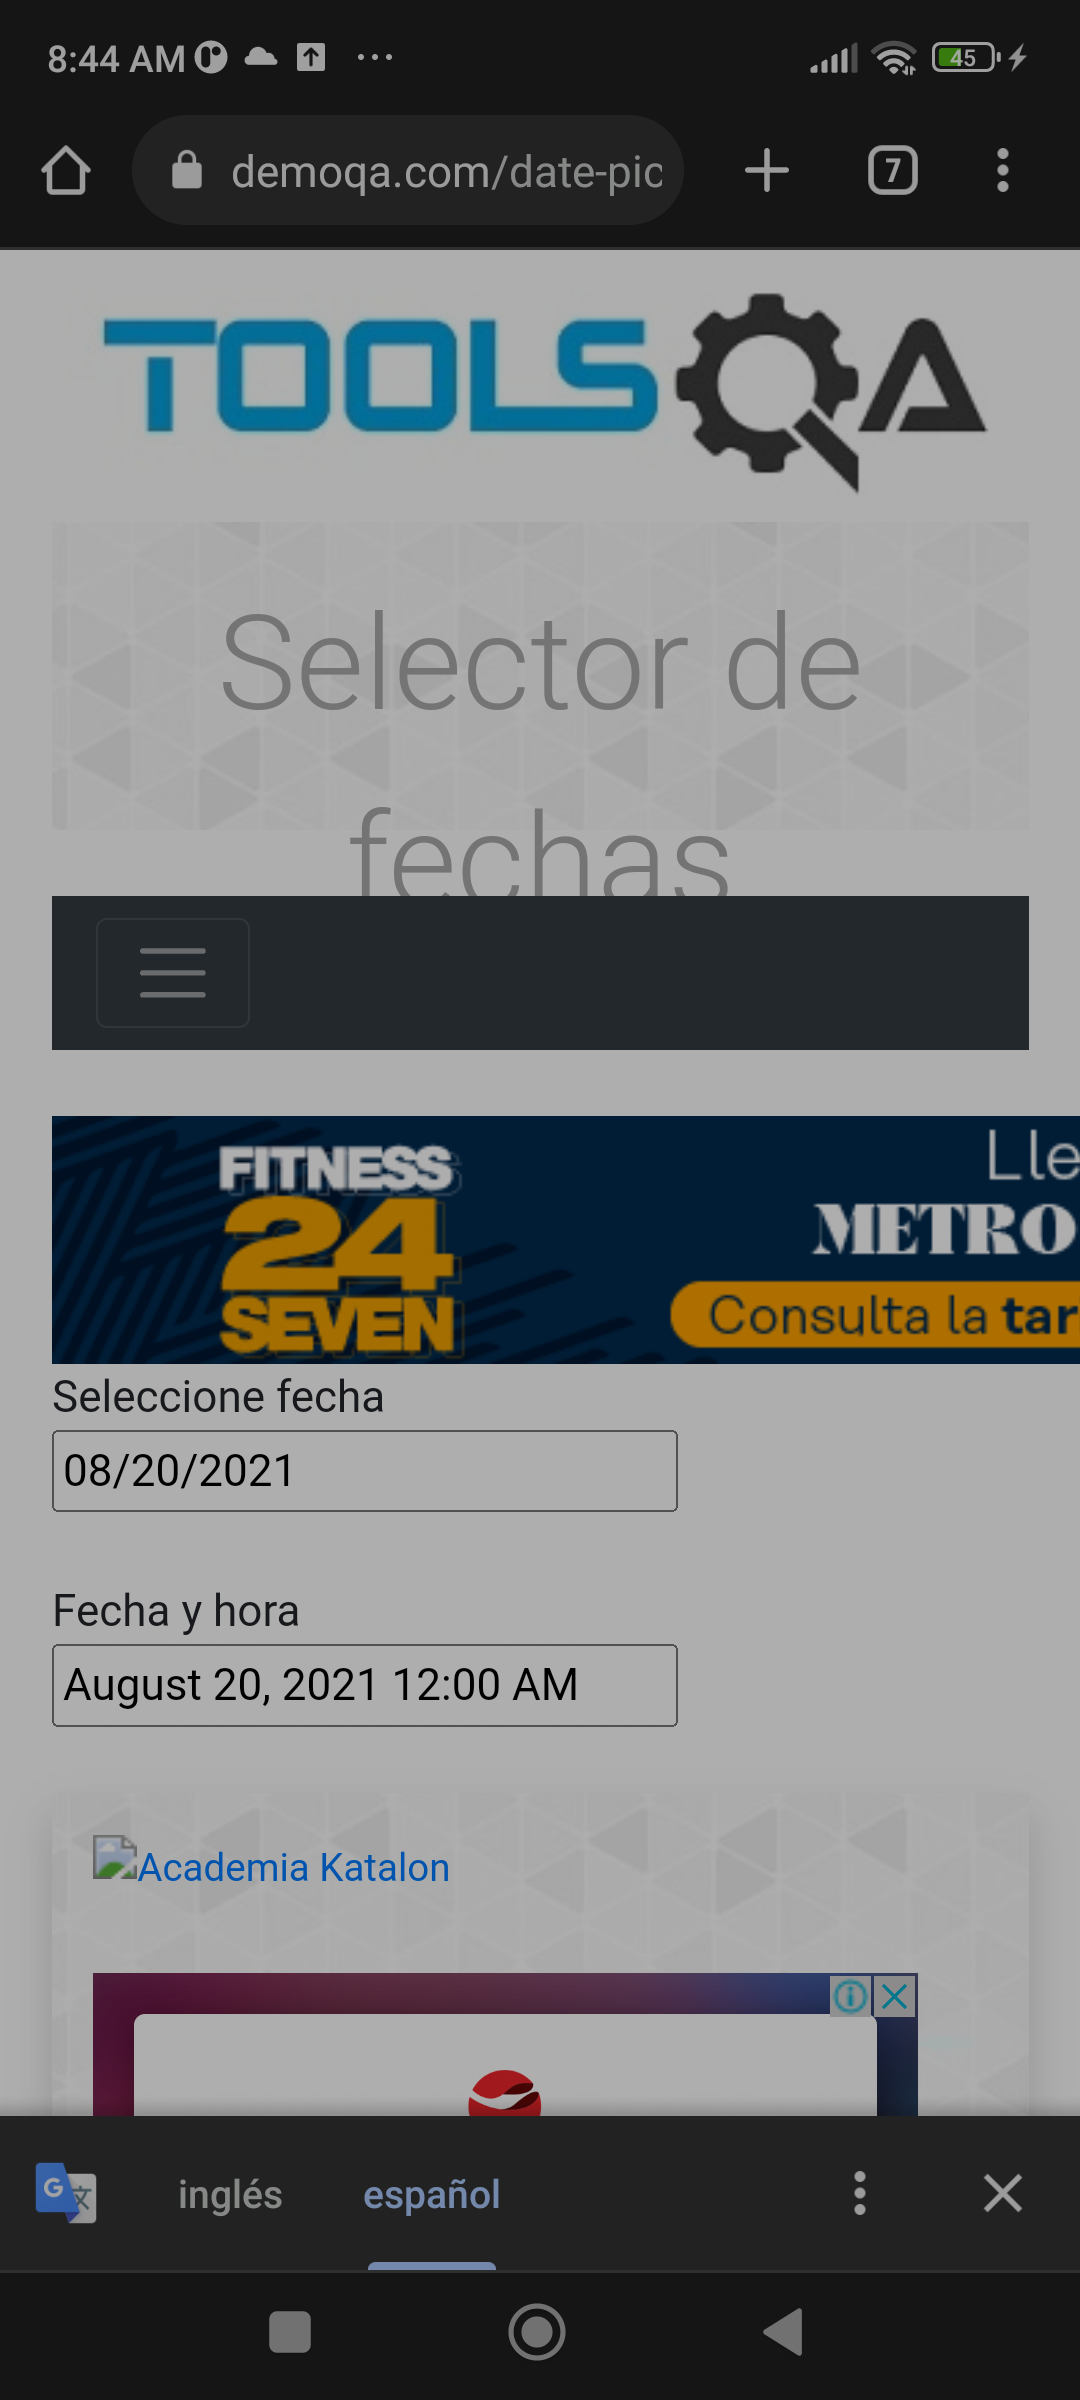 8:44 AM
45
demoqa.com/date-pic
7
TOOLSQA
Selector de
fechas
FITNESS
24
SEVEN
Lle
METRO
Consulta la tar
Seleccione fecha
08/20/2021
Fecha y hora
August 20, 2021 12:00 AM
Academia Katalon
G 文
inglés
español